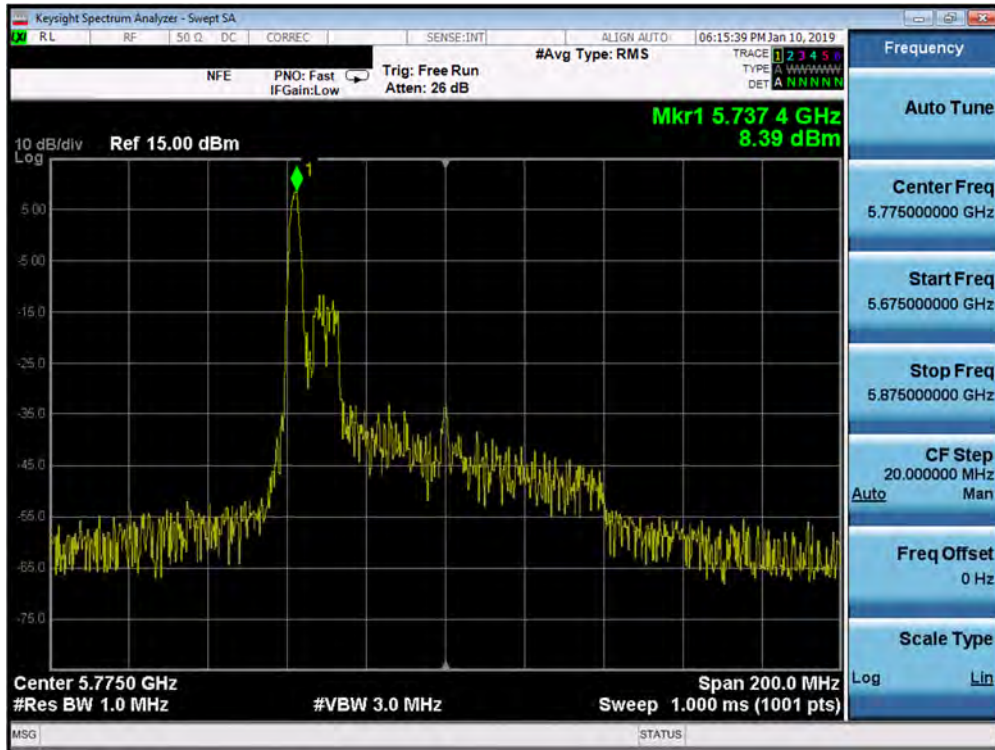 Keysight Spectrum Analyzer - Swept SA
LXI RL RF 50 Ω DC CORREC SENSE:INT ALIGN AUTO 06:15:39 PM Jan 10, 2019
NFE PNO: Fast Trig: Free Run #Avg Type: RMS TRACE 1 2 3 4 5 6
IFGain:Low Atten: 26 dB TYPE A WWWWW
DET A N N N N N
Mkr1 5.737 4 GHz
8.39 dBm
10 dB/div Ref 15.00 dBm
Log
1
5.00
-5.00
-15.0
-25.0
-35.0
-45.0
-55.0
-65.0
-75.0
Center 5.7750 GHz Span 200.0 MHz
#Res BW 1.0 MHz #VBW 3.0 MHz Sweep 1.000 ms (1001 pts)
MSG STATUS
Frequency
Auto Tune
Center Freq
5.775000000 GHz
Start Freq
5.675000000 GHz
Stop Freq
5.875000000 GHz
CF Step
20.000000 MHz
Auto Man
Freq Offset
0 Hz
Scale Type
Log Lin